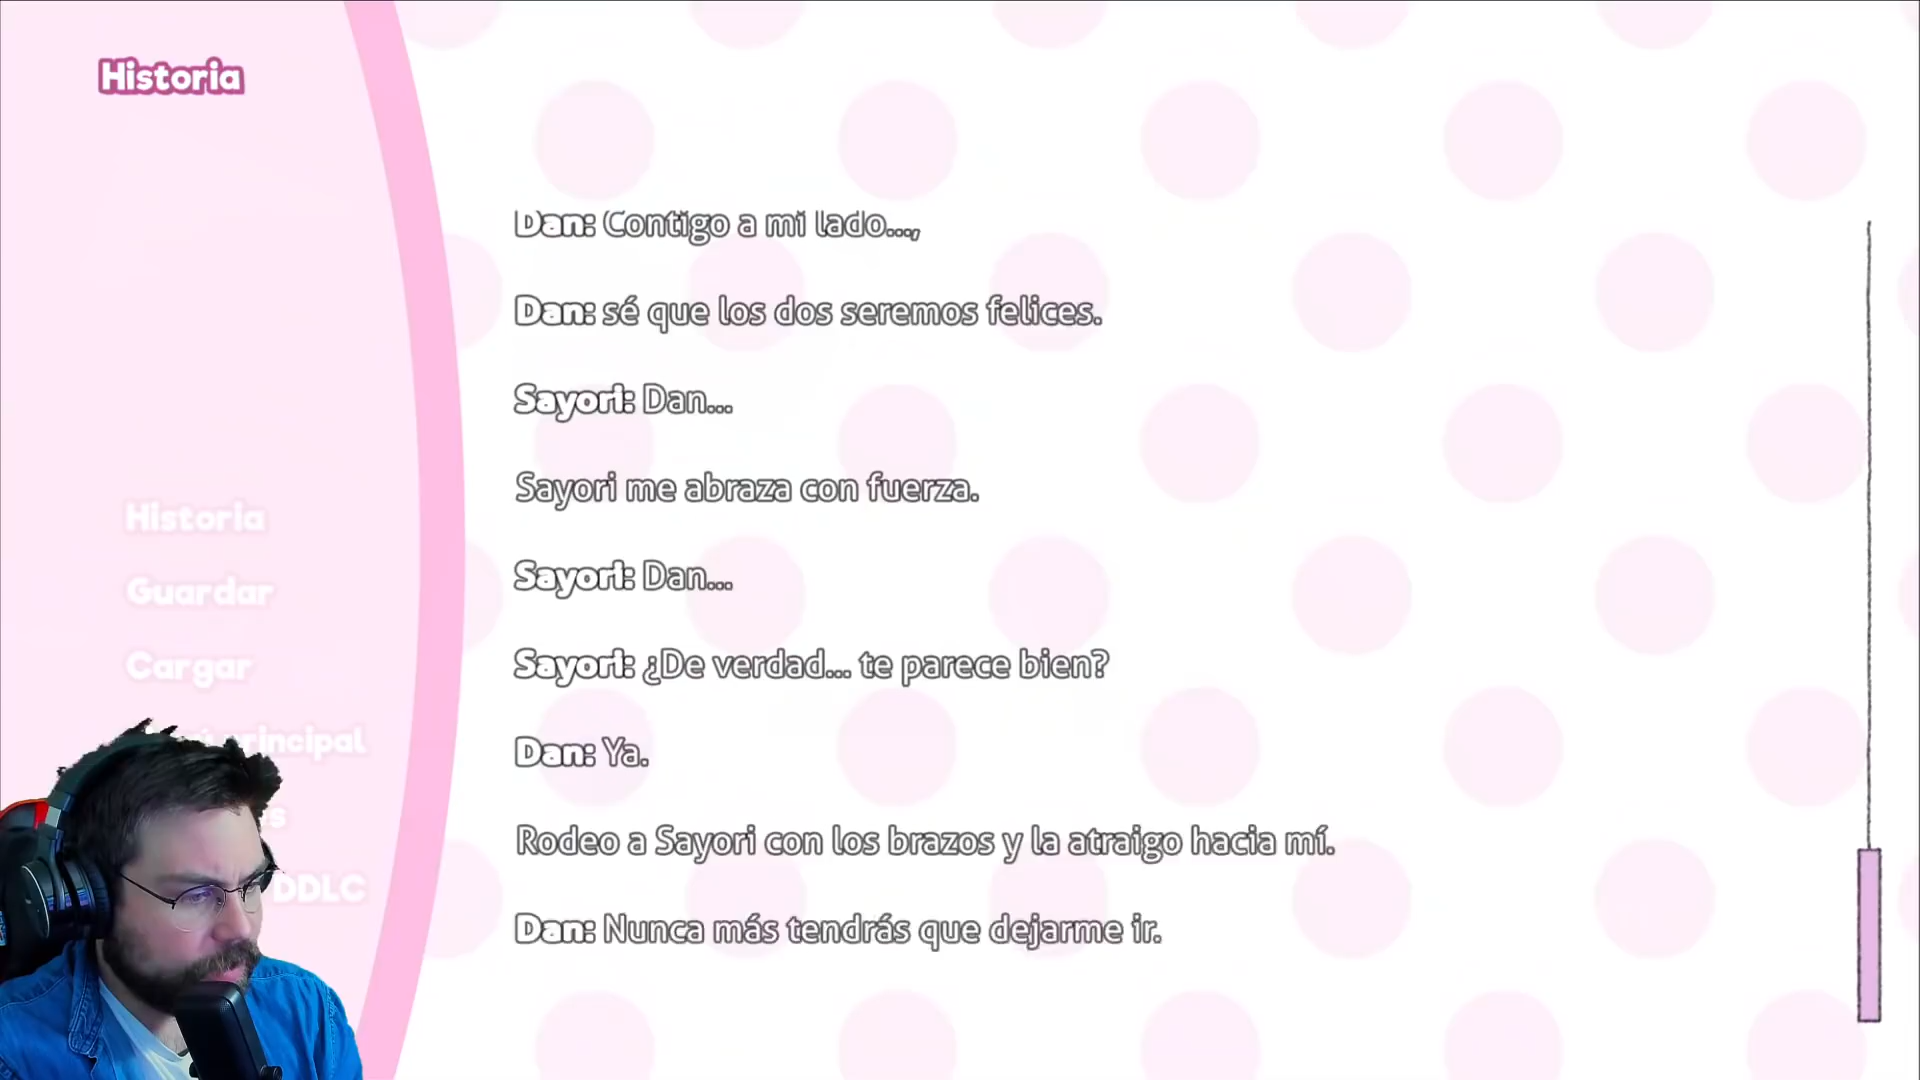 Historia
Dan: Contigo a mi lado...,
Dan: sé que los dos seremos felices.
Sayori: Dan...
Sayori me abraza con fuerza.
Sayori: Dan...
Sayori: ¿De verdad... te parece bien?
Dan: Ya.
Rodeo a Sayori con los brazos y la atraigo hacia mí.
Dan: Nunca más tendrás que dejarme ir.
Historia
Guardar
Cargar
principal
DDLC